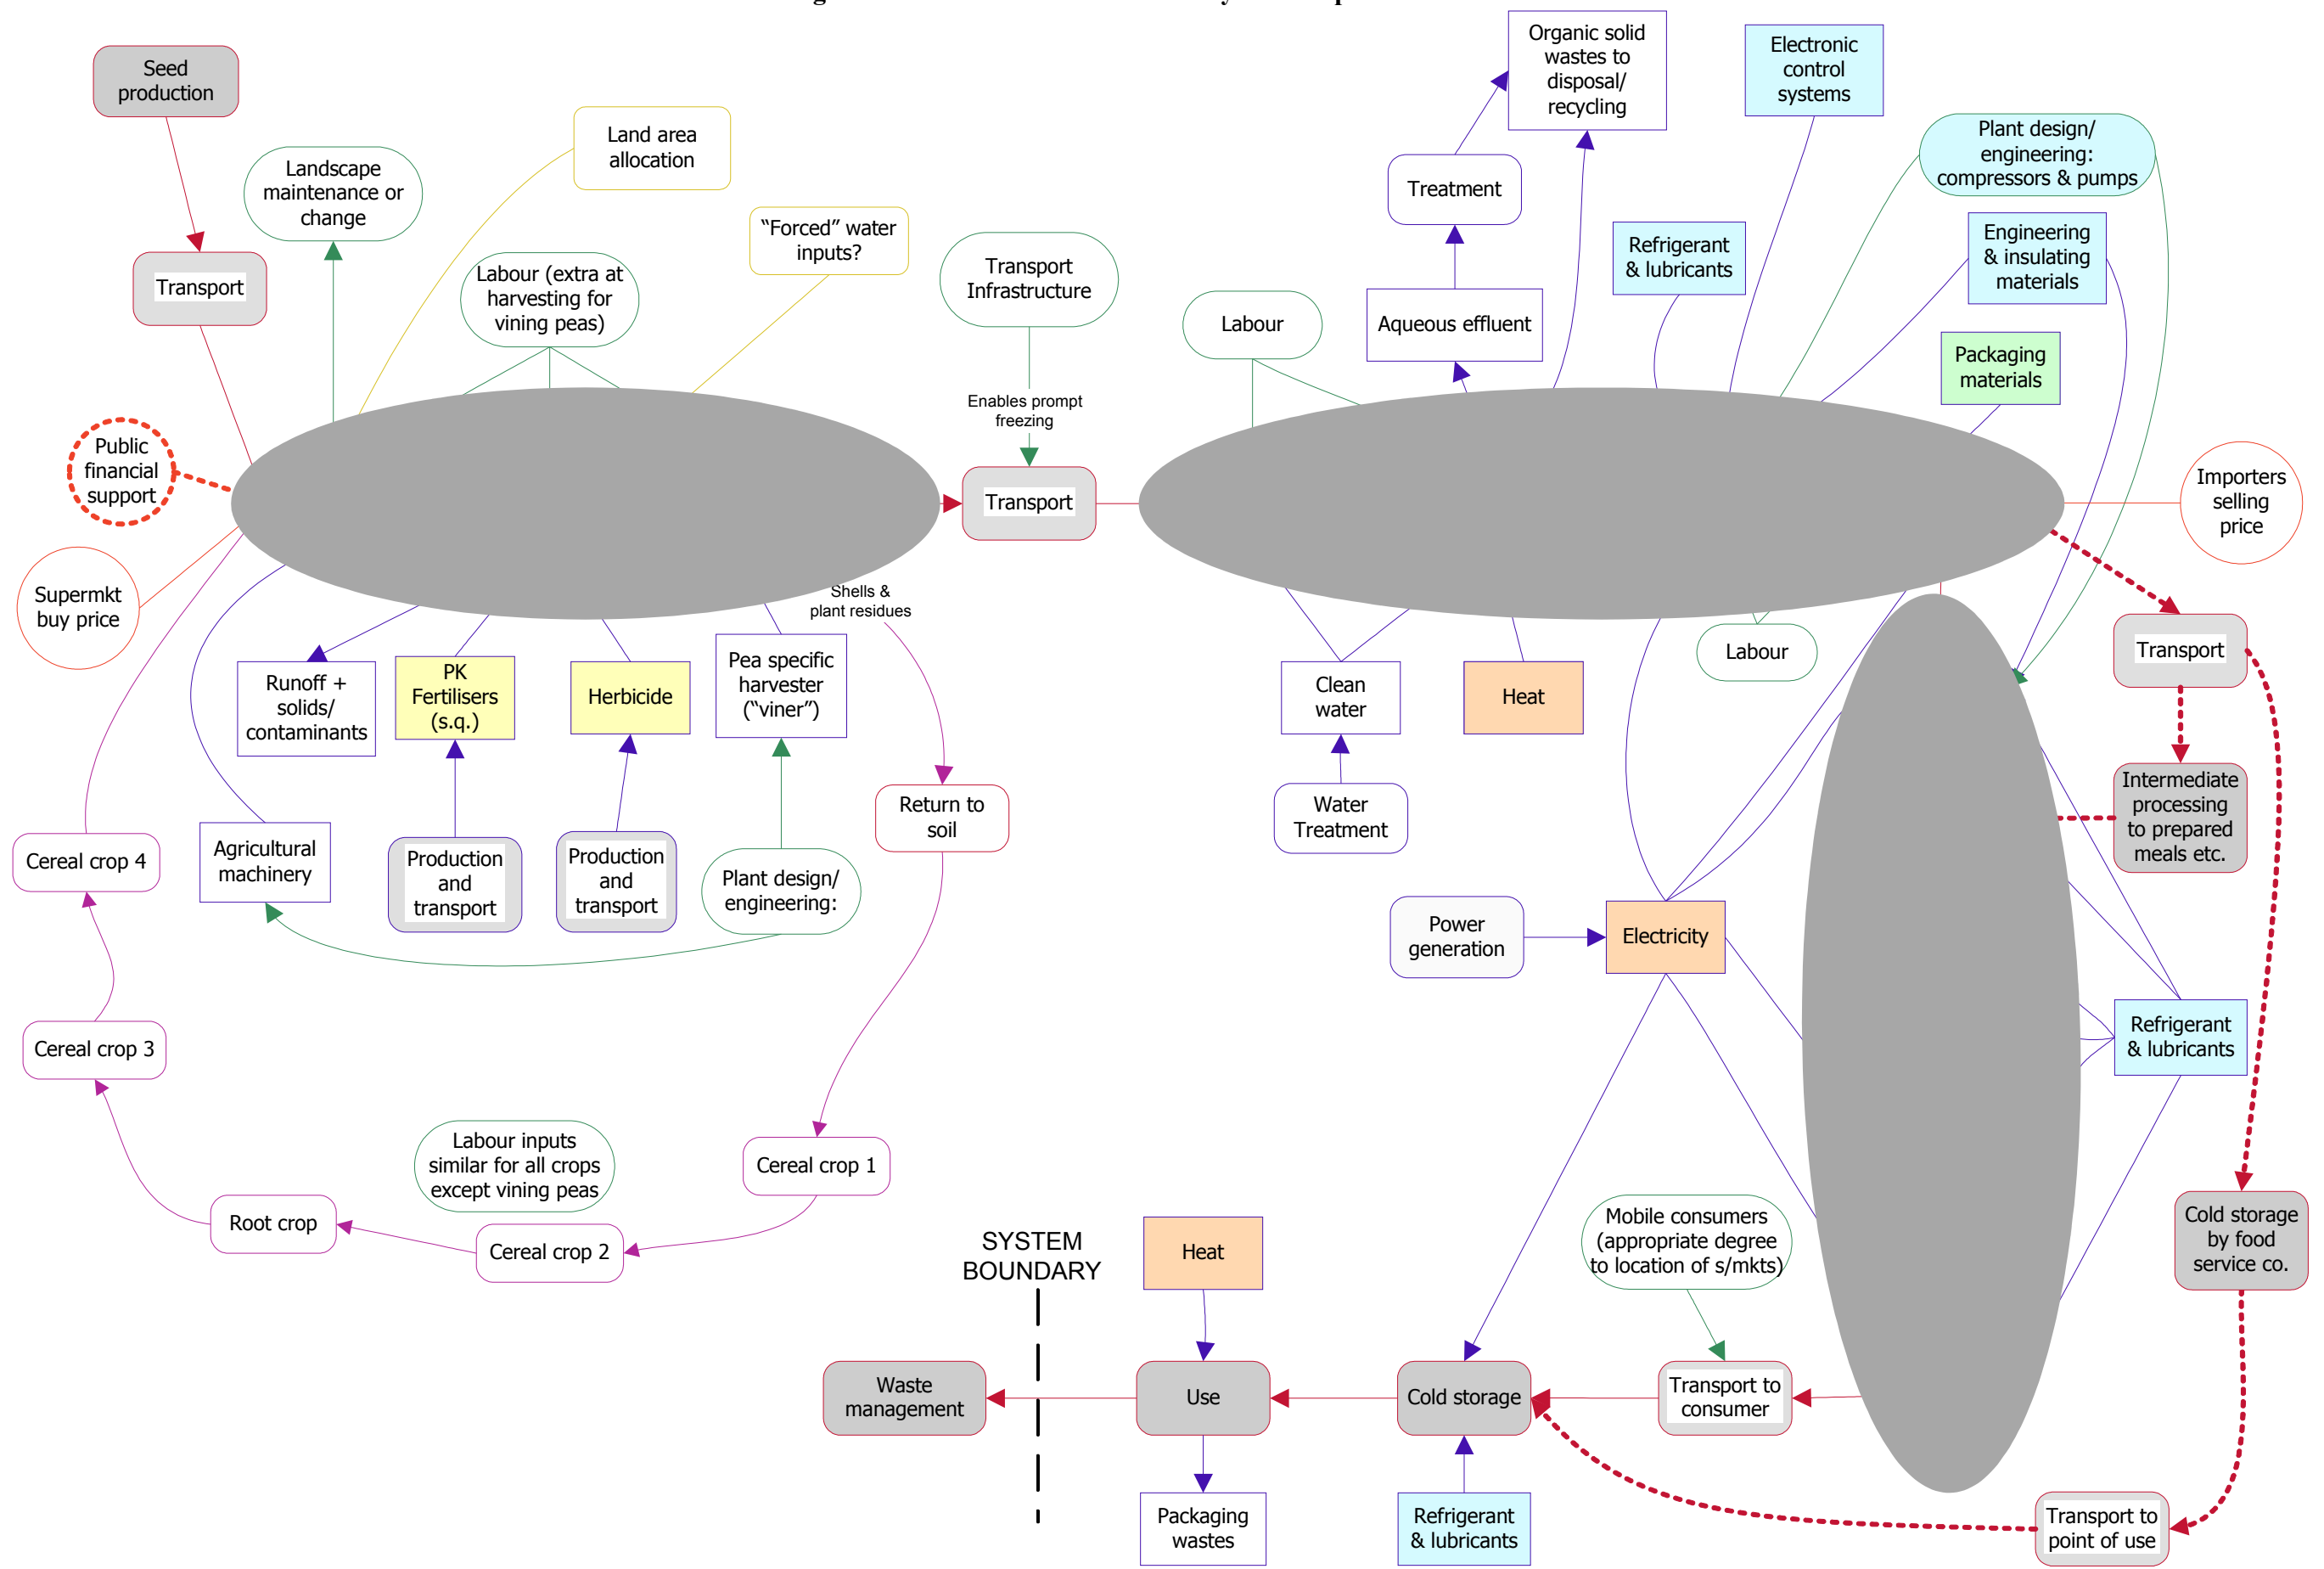 Seed
production
Transport
Landscape
maintenance or
change
Land area
allocation
“Forced” water
inputs?
Labour (extra at
harvesting for
vining peas)
Transport
Infrastructure
Enables prompt
freezing
Transport
Public
financial
support
Supermkt
buy price
Runoff +
solids/
contaminants
PK
Fertilisers
(s.q.)
Herbicide
Pea specific
harvester
(“viner”)
Shells &
plant residues
Return to
soil
Agricultural
machinery
Production
and
transport
Production
and
transport
Plant design/
engineering:
Cereal crop 4
Cereal crop 3
Root crop
Labour inputs
similar for all crops
except vining peas
Cereal crop 2
Cereal crop 1
Organic solid
wastes to
disposal/
recycling
Electronic
control
systems
Treatment
Plant design/
engineering:
compressors & pumps
Refrigerant
& lubricants
Engineering
& insulating
materials
Labour
Aqueous effluent
Packaging
materials
Importers
selling
price
Clean
water
Heat
Labour
Transport
Water
Treatment
Intermediate
processing
to prepared
meals etc.
Power
generation
Electricity
Refrigerant
& lubricants
Cold storage
by food
service co.
Mobile consumers
(appropriate degree
to location of s/mkts)
SYSTEM
BOUNDARY
Heat
Waste
management
Use
Cold storage
Transport to
consumer
Packaging
wastes
Refrigerant
& lubricants
Transport to
point of use